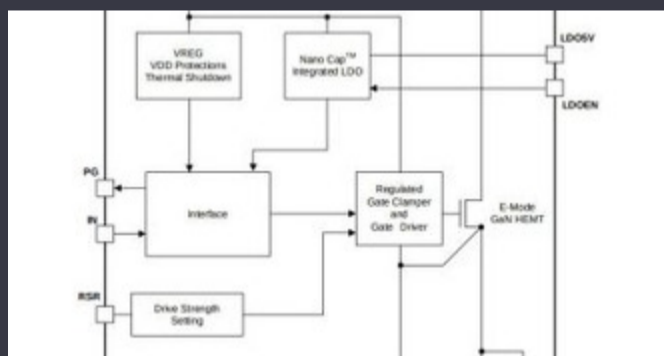 VREG
VDD Protections
Thermal Shutdown
Nano Cap™
Integrated LDO
LDO5V
LDOEN
PG
IN
Interface
Regulated
Gate Clamper
and
Gate Driver
E-Mode
GaN HEMT
RSR
Drive Strength
Setting